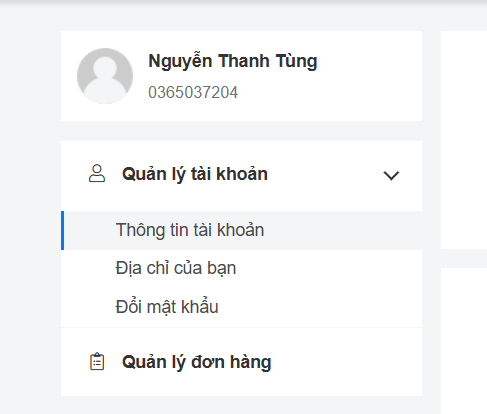 Nguyễn Thanh Tùng
0365037204
Quản lý tài khoản
Thông tin tài khoản
Địa chỉ của bạn
Đổi mật khẩu
Quản lý đơn hàng